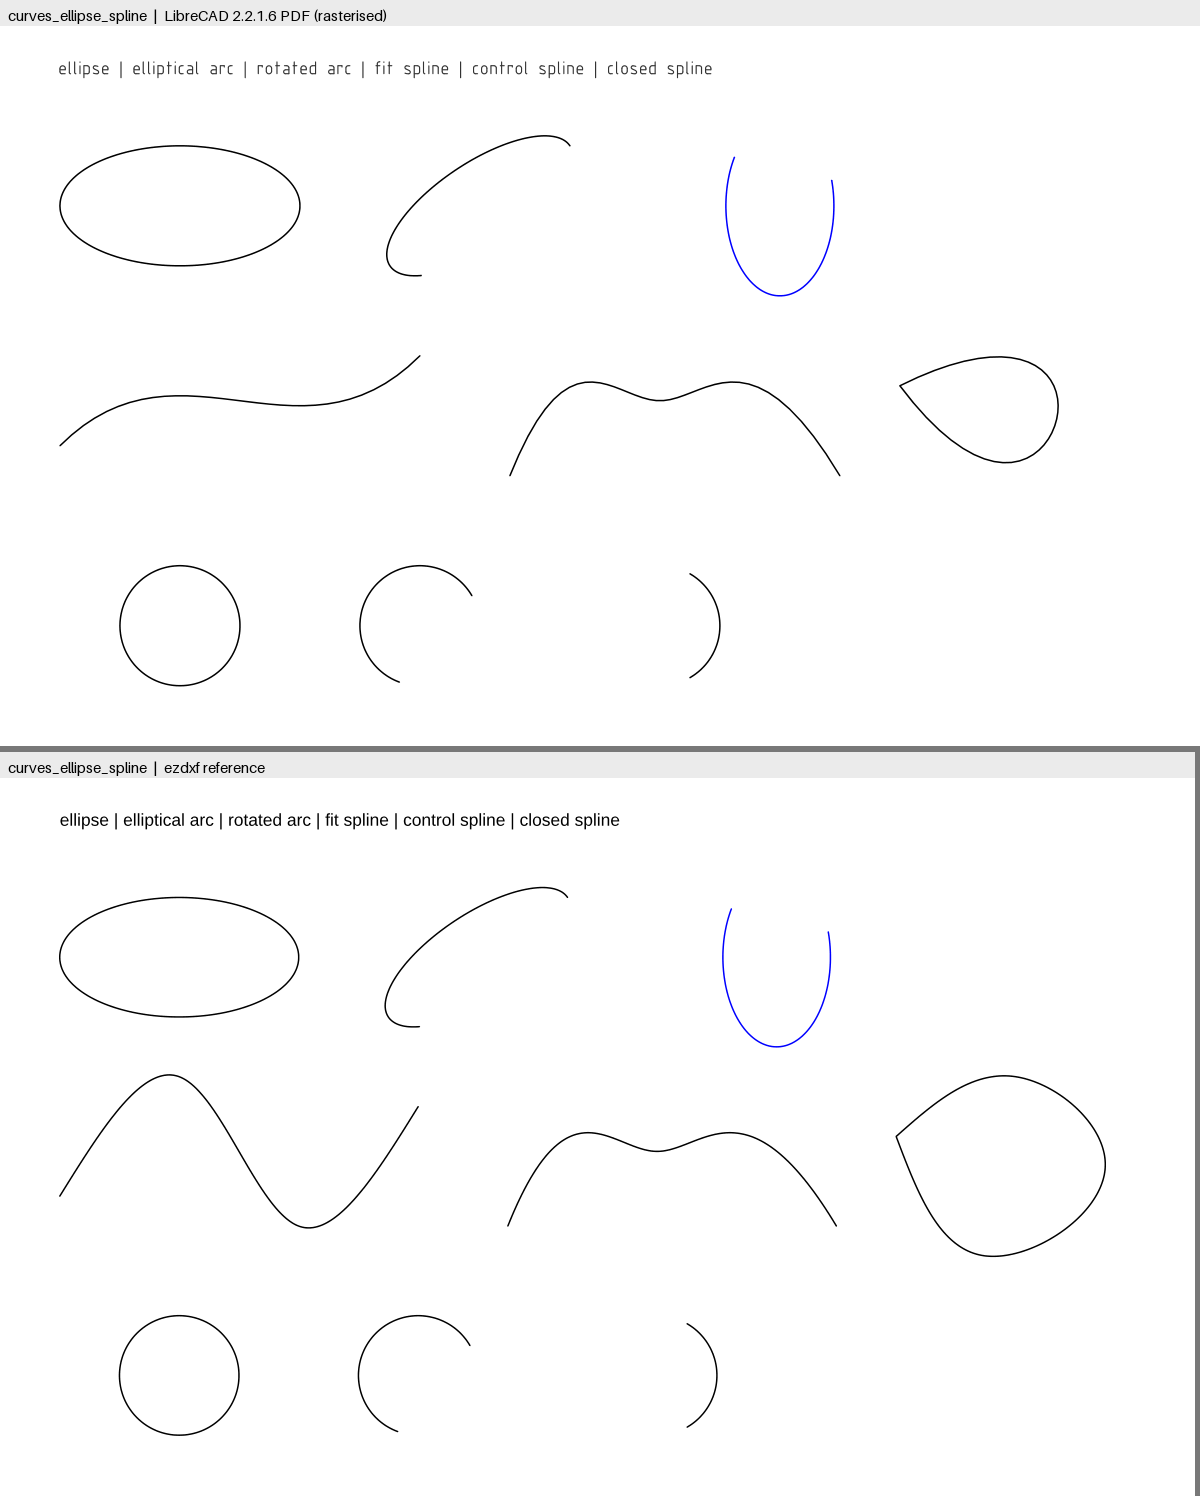 curves_ellipse_spline | LibreCAD 2.2.1.6 PDF (rasterised)
ellipse | elliptical arc | rotated arc | fit spline | control spline | closed spline
curves_ellipse_spline | ezdxf reference
ellipse | elliptical arc | rotated arc | fit spline | control spline | closed spline